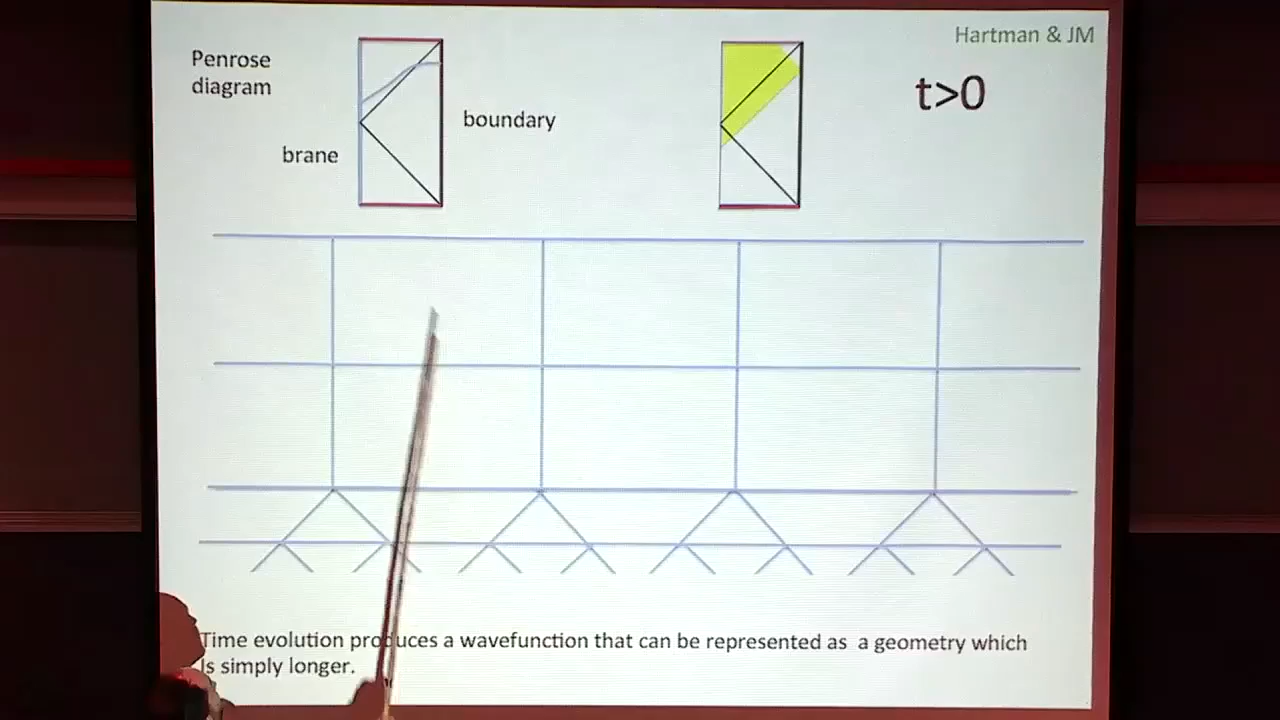 Hartman & JM
Penrose
diagram
t>0
boundary
brane
Time evolution produces a wavefunction that can be represented as a geometry which
is simply longer.